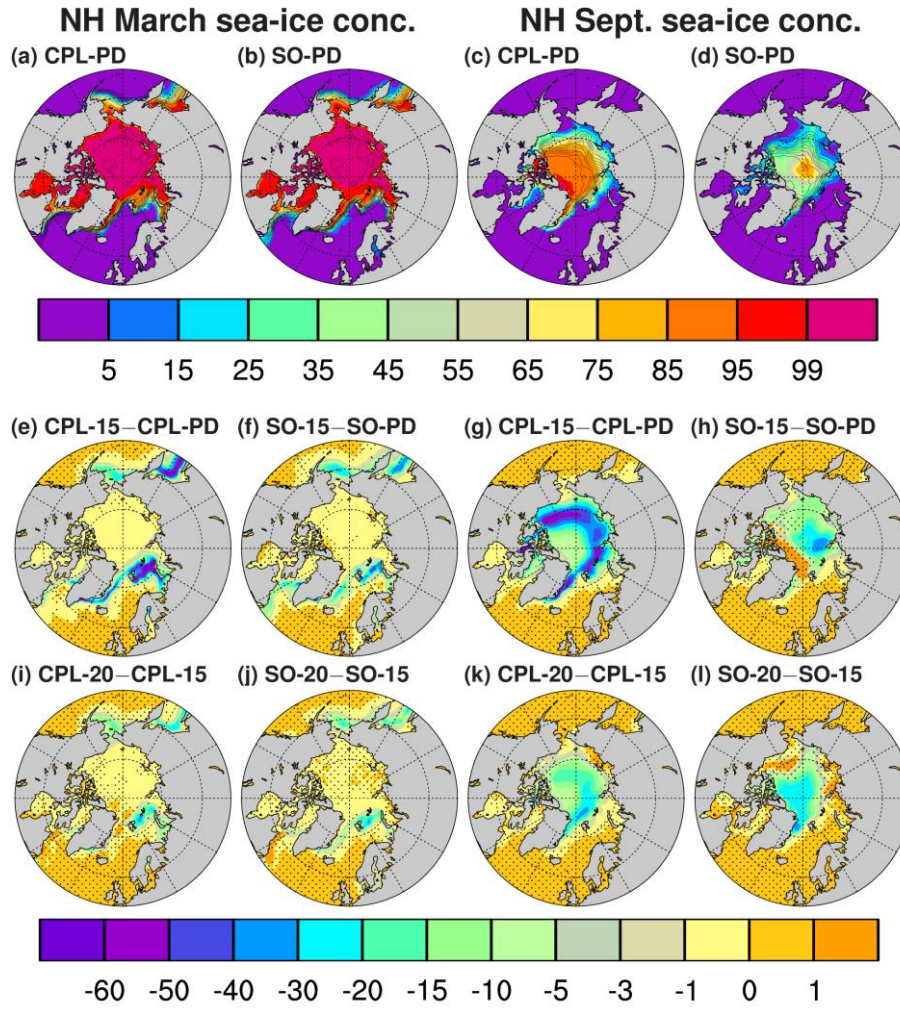 NH March sea-ice conc. NH Sept. sea-ice conc.
(a) CPL-PD (b) SO-PD (c) CPL-PD (d) SO-PD
5 15 25 35 45 55 65 75 85 95 99
(e) CPL-15−CPL-PD (f) SO-15−SO-PD (g) CPL-15−CPL-PD (h) SO-15−SO-PD
(i) CPL-20−CPL-15 (j) SO-20−SO-15 (k) CPL-20−CPL-15 (l) SO-20−SO-15
-60 -50 -40 -30 -20 -15 -10 -5 -3 -1 0 1